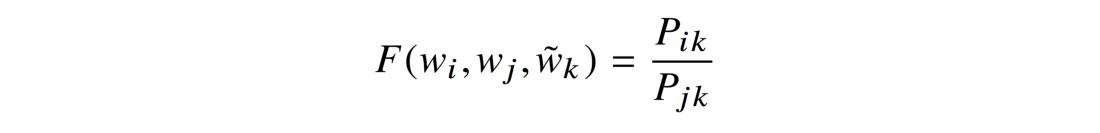 F(w_i, w_j, \tilde{w}_k) = \frac{P_{ik}}{P_{jk}}